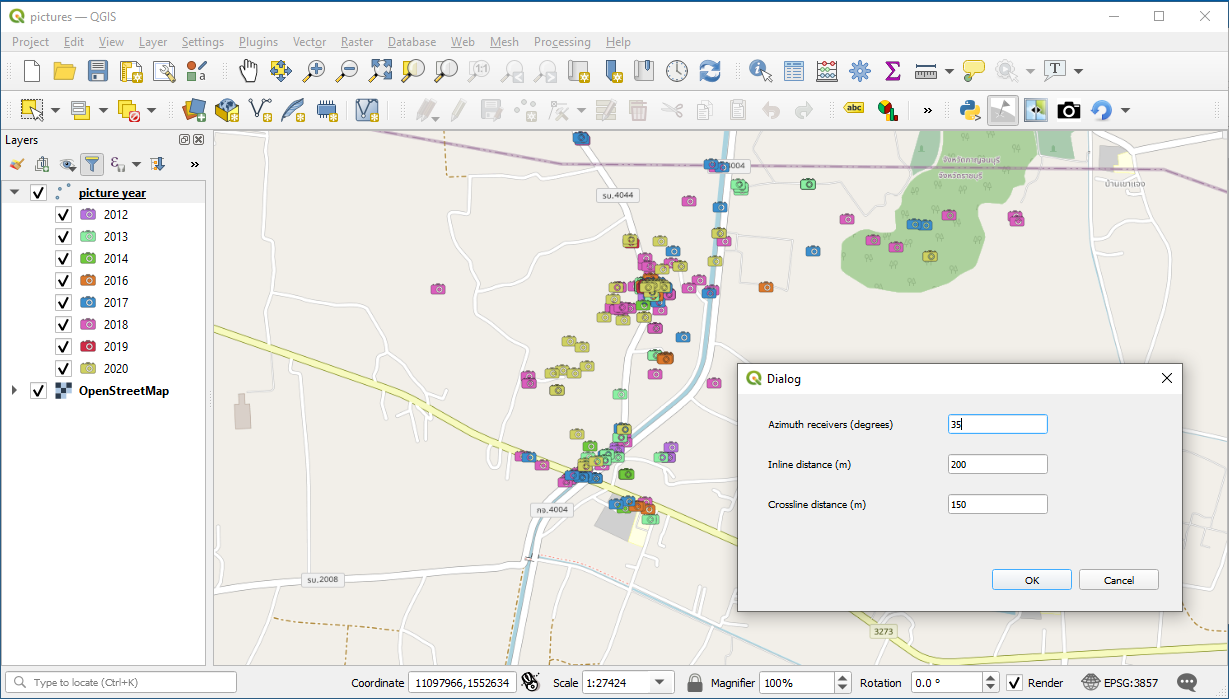 pictures — QGIS
Project Edit View Layer Settings Plugins Vector Raster Database Web Mesh Processing Help
1:1
T
abc
Layers
picture year
2012
2013
2014
2016
2017
2018
2019
2020
OpenStreetMap
รบ.4044
จังหวัดกาญจนบุรี
จังหวัดราชบุรี
บ้านเขาแจง
กจ.4004
รบ.2008
3273
Dialog
Azimuth receivers (degrees) 35
Inline distance (m) 200
Crossline distance (m) 150
OK Cancel
Type to locate (Ctrl+K) Coordinate 11097966,1552634 Scale 1:27424 Magnifier 100% Rotation 0.0 ° Render EPSG:3857